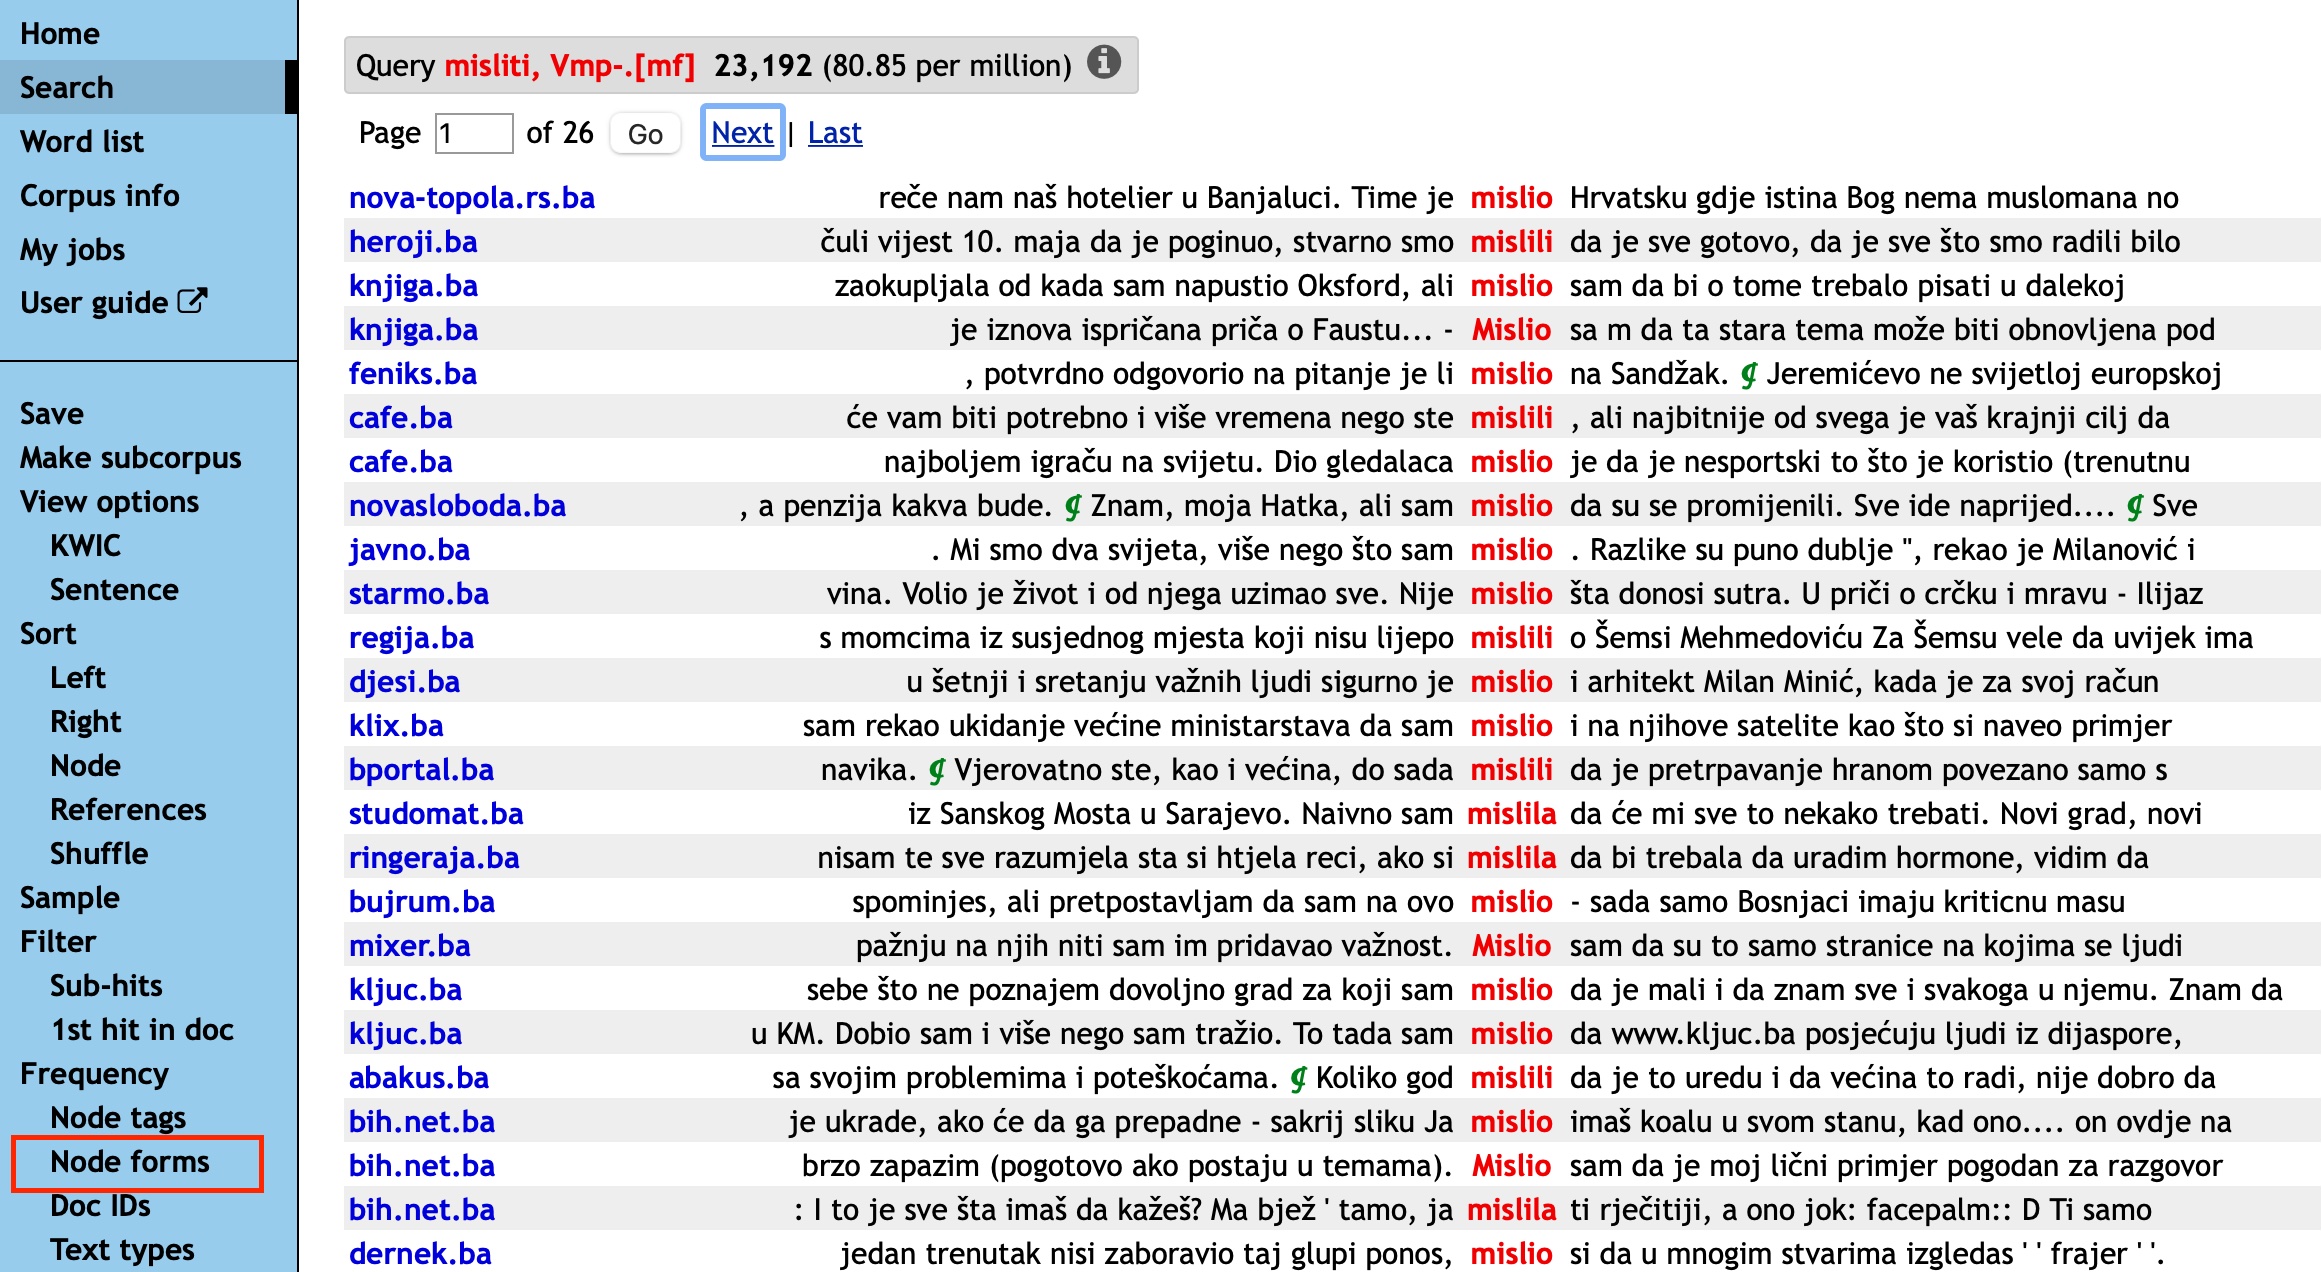 Home
Search
Word list
Corpus info
My jobs
User guide
Save
Make subcorpus
View options
KWIC
Sentence
Sort
Left
Right
Node
References
Shuffle
Sample
Filter
Sub-hits
1st hit in doc
Frequency
Node tags
Node forms
Doc IDs
Text types
Query misliti, Vmp-.[mf] 23,192 (80.85 per million)
Page 1 of 26 Go Next | Last
nova-topola.rs.ba reče nam naš hotelier u Banjaluci. Time je mislio Hrvatsku gdje istina Bog nema muslomana no
heroji.ba čuli vijest 10. maja da je poginuo, stvarno smo mislili da je sve gotovo, da je sve što smo radili bilo
knjiga.ba zaokupljala od kada sam napustio Oksford, ali mislio sam da bi o tome trebalo pisati u dalekoj
knjiga.ba je iznova ispričana priča o Faustu... - Mislio sa m da ta stara tema može biti obnovljena pod
feniks.ba , potvrdno odgovorio na pitanje je li mislio na Sandžak. ❡ Jeremićevo ne svijetloj europskoj
cafe.ba će vam biti potrebno i više vremena nego ste mislili , ali najbitnije od svega je vaš krajnji cilj da
cafe.ba najboljem igraču na svijetu. Dio gledalaca mislio je da je nesportski to što je koristio (trenutnu
novasloboda.ba , a penzija kakva bude. ❡ Znam, moja Hatka, ali sam mislio da su se promijenili. Sve ide naprijed.... ❡ Sve
javno.ba . Mi smo dva svijeta, više nego što sam mislio . Razlike su puno dublje ", rekao je Milanović i
starmo.ba vina. Volio je život i od njega uzimao sve. Nije mislio šta donosi sutra. U priči o crčku i mravu - Ilijaz
regija.ba s momcima iz susjednog mjesta koji nisu lijepo mislili o Šemsi Mehmedoviću Za Šemsu vele da uvijek ima
djesi.ba u šetnji i sretanju važnih ljudi sigurno je mislio i arhitekt Milan Minić, kada je za svoj račun
klix.ba sam rekao ukidanje većine ministarstava da sam mislio i na njihove satelite kao što si naveo primjer
bportal.ba navika. ❡ Vjerovatno ste, kao i većina, do sada mislili da je pretrpavanje hranom povezano samo s
studomat.ba iz Sanskog Mosta u Sarajevo. Naivno sam mislila da će mi sve to nekako trebati. Novi grad, novi
ringeraja.ba nisam te sve razumjela sta si htjela reci, ako si mislila da bi trebala da uradim hormone, vidim da
bujrum.ba spominjes, ali pretpostavljam da sam na ovo mislio - sada samo Bosnjaci imaju kriticnu masu
mixer.ba pažnju na njih niti sam im pridavao važnost. Mislio sam da su to samo stranice na kojima se ljudi
kljuc.ba sebe što ne poznajem dovoljno grad za koji sam mislio da je mali i da znam sve i svakoga u njemu. Znam da
kljuc.ba u KM. Dobio sam i više nego sam tražio. To tada sam mislio da www.kljuc.ba posjećuju ljudi iz dijaspore,
abakus.ba sa svojim problemima i poteškoćama. ❡ Koliko god mislili da je to uredu i da većina to radi, nije dobro da
bih.net.ba je ukrade, ako će da ga prepadne - sakrij sliku Ja mislio imaš koalu u svom stanu, kad ono.... on ovdje na
bih.net.ba brzo zapazim (pogotovo ako postaju u temama). Mislio sam da je moj lični primjer pogodan za razgovor
bih.net.ba : I to je sve šta imaš da kažeš? Ma bjež ' tamo, ja mislila ti rječitiji, a ono jok: facepalm:: D Ti samo
dernek.ba jedan trenutak nisi zaboravio taj glupi ponos, mislio si da u mnogim stvarima izgledas ' ' frajer ' '.